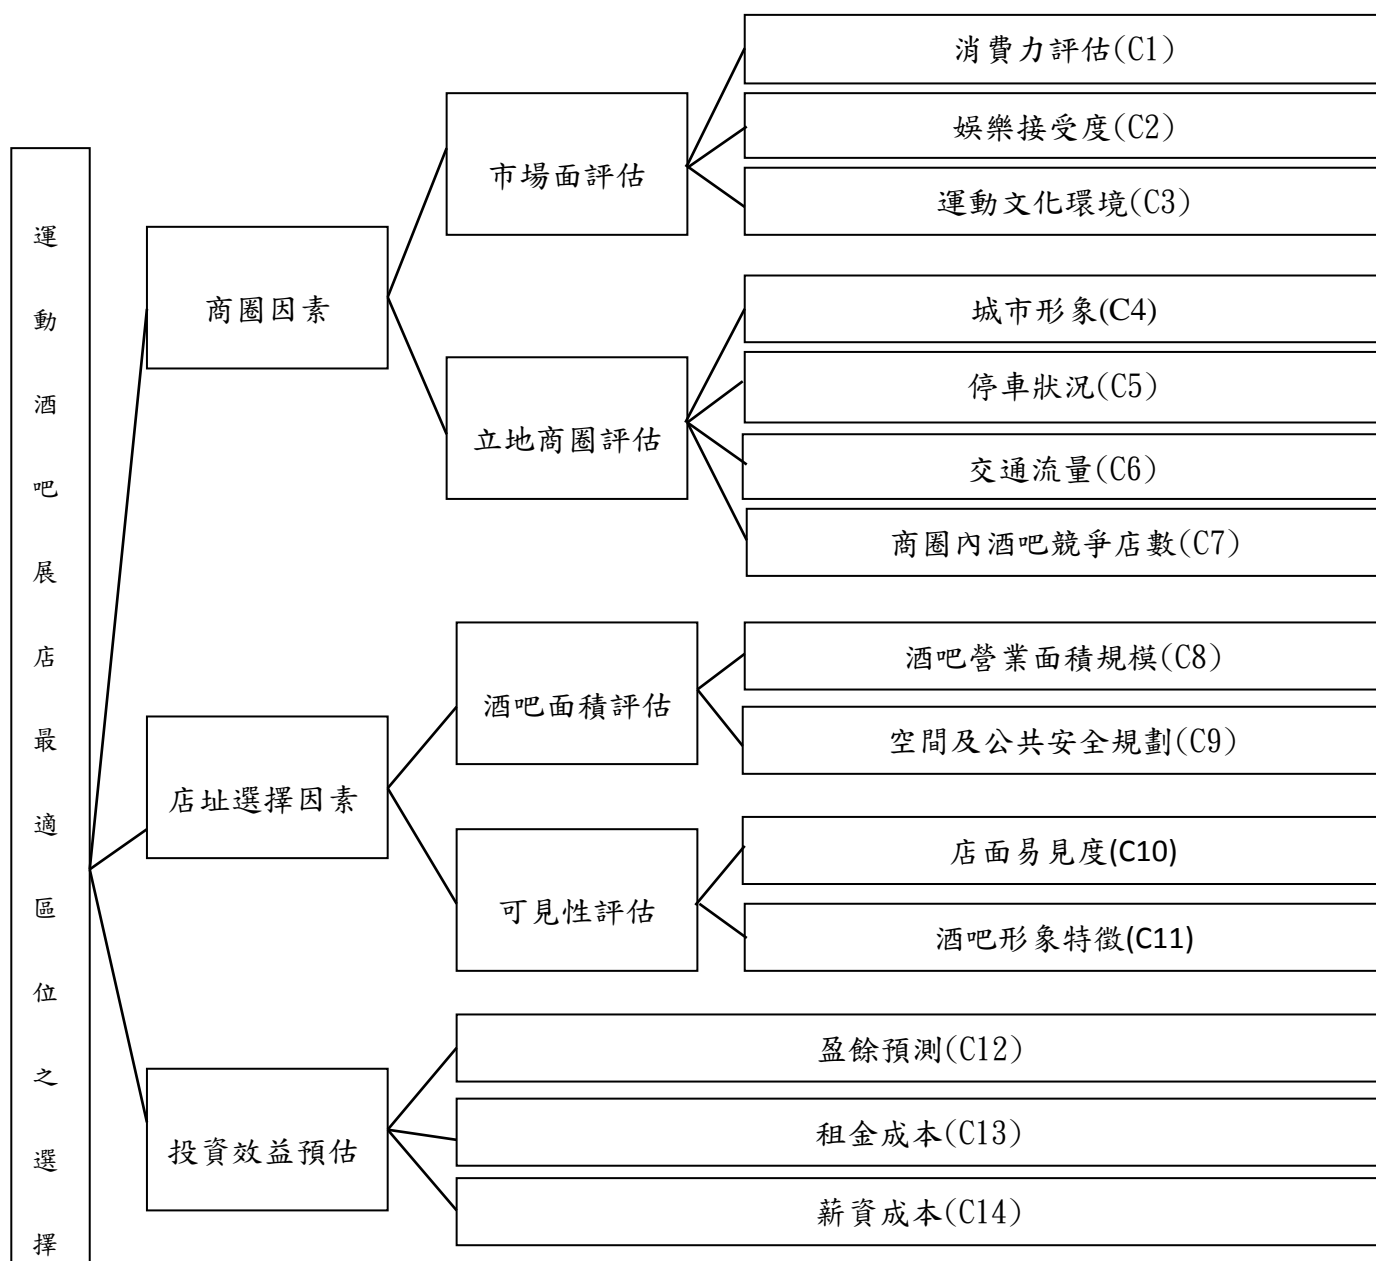 運動酒吧展店最適區位之選擇
商圈因素
市場面評估
消費力評估(C1)
娛樂接受度(C2)
運動文化環境(C3)
立地商圈評估
城市形象(C4)
停車狀況(C5)
交通流量(C6)
商圈內酒吧競爭店數(C7)
店址選擇因素
酒吧面積評估
酒吧營業面積規模(C8)
空間及公共安全規劃(C9)
可見性評估
店面易見度(C10)
酒吧形象特徵(C11)
投資效益預估
盈餘預測(C12)
租金成本(C13)
薪資成本(C14)